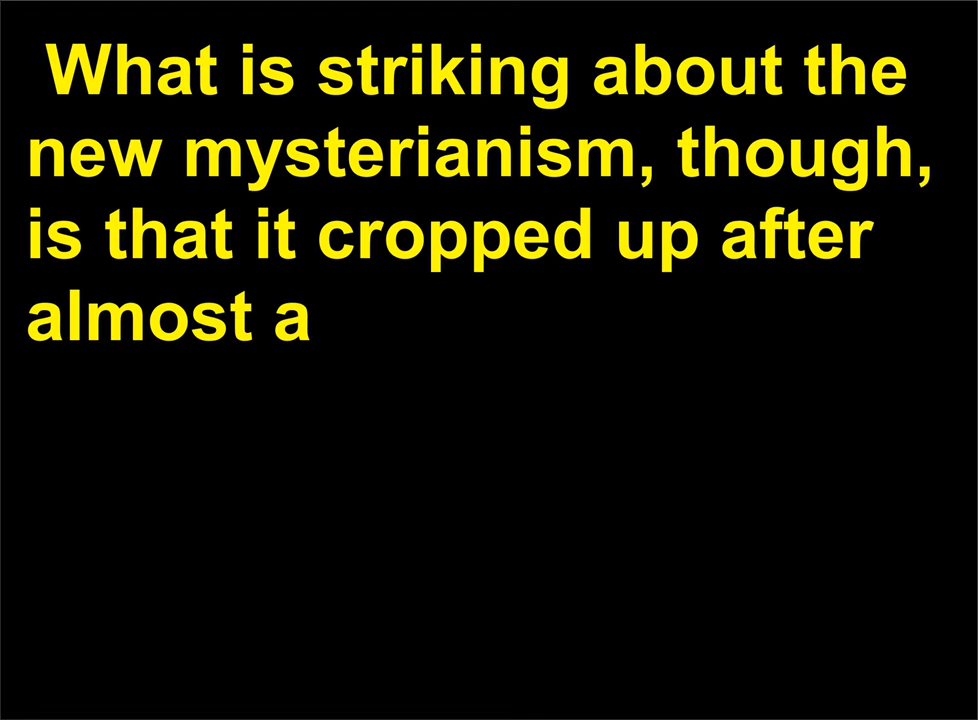 What is striking about the
new mysterianism, though,
is that it cropped up after
almost a